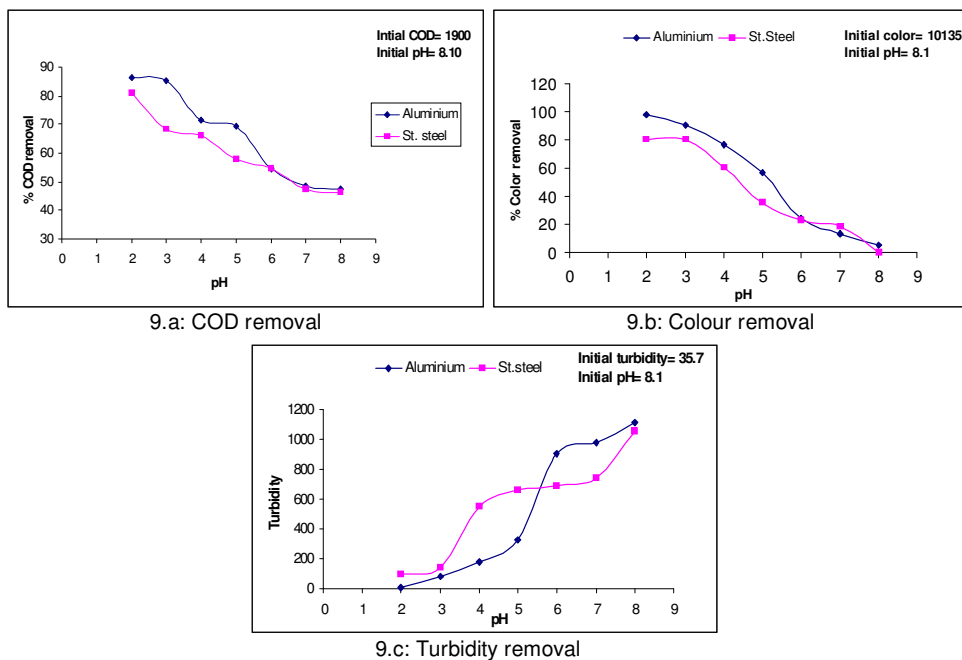 Intial COD= 1900
Initial pH= 8.10
90
80
70
60
50
40
30
% COD removal
Aluminium
St. steel
0 1 2 3 4 5 6 7 8 9
pH
9.a: COD removal
Aluminium St.Steel
Initial color= 10135
Initial pH= 8.1
120
100
80
60
40
20
0
% Color removal
0 1 2 3 4 5 6 7 8 9
pH
9.b: Colour removal
Aluminium St.steel
Initial turbidity= 35.7
Initial pH= 8.1
1200
1000
800
600
400
200
0
Turbidity
0 1 2 3 4 5 6 7 8 9
pH
9.c: Turbidity removal